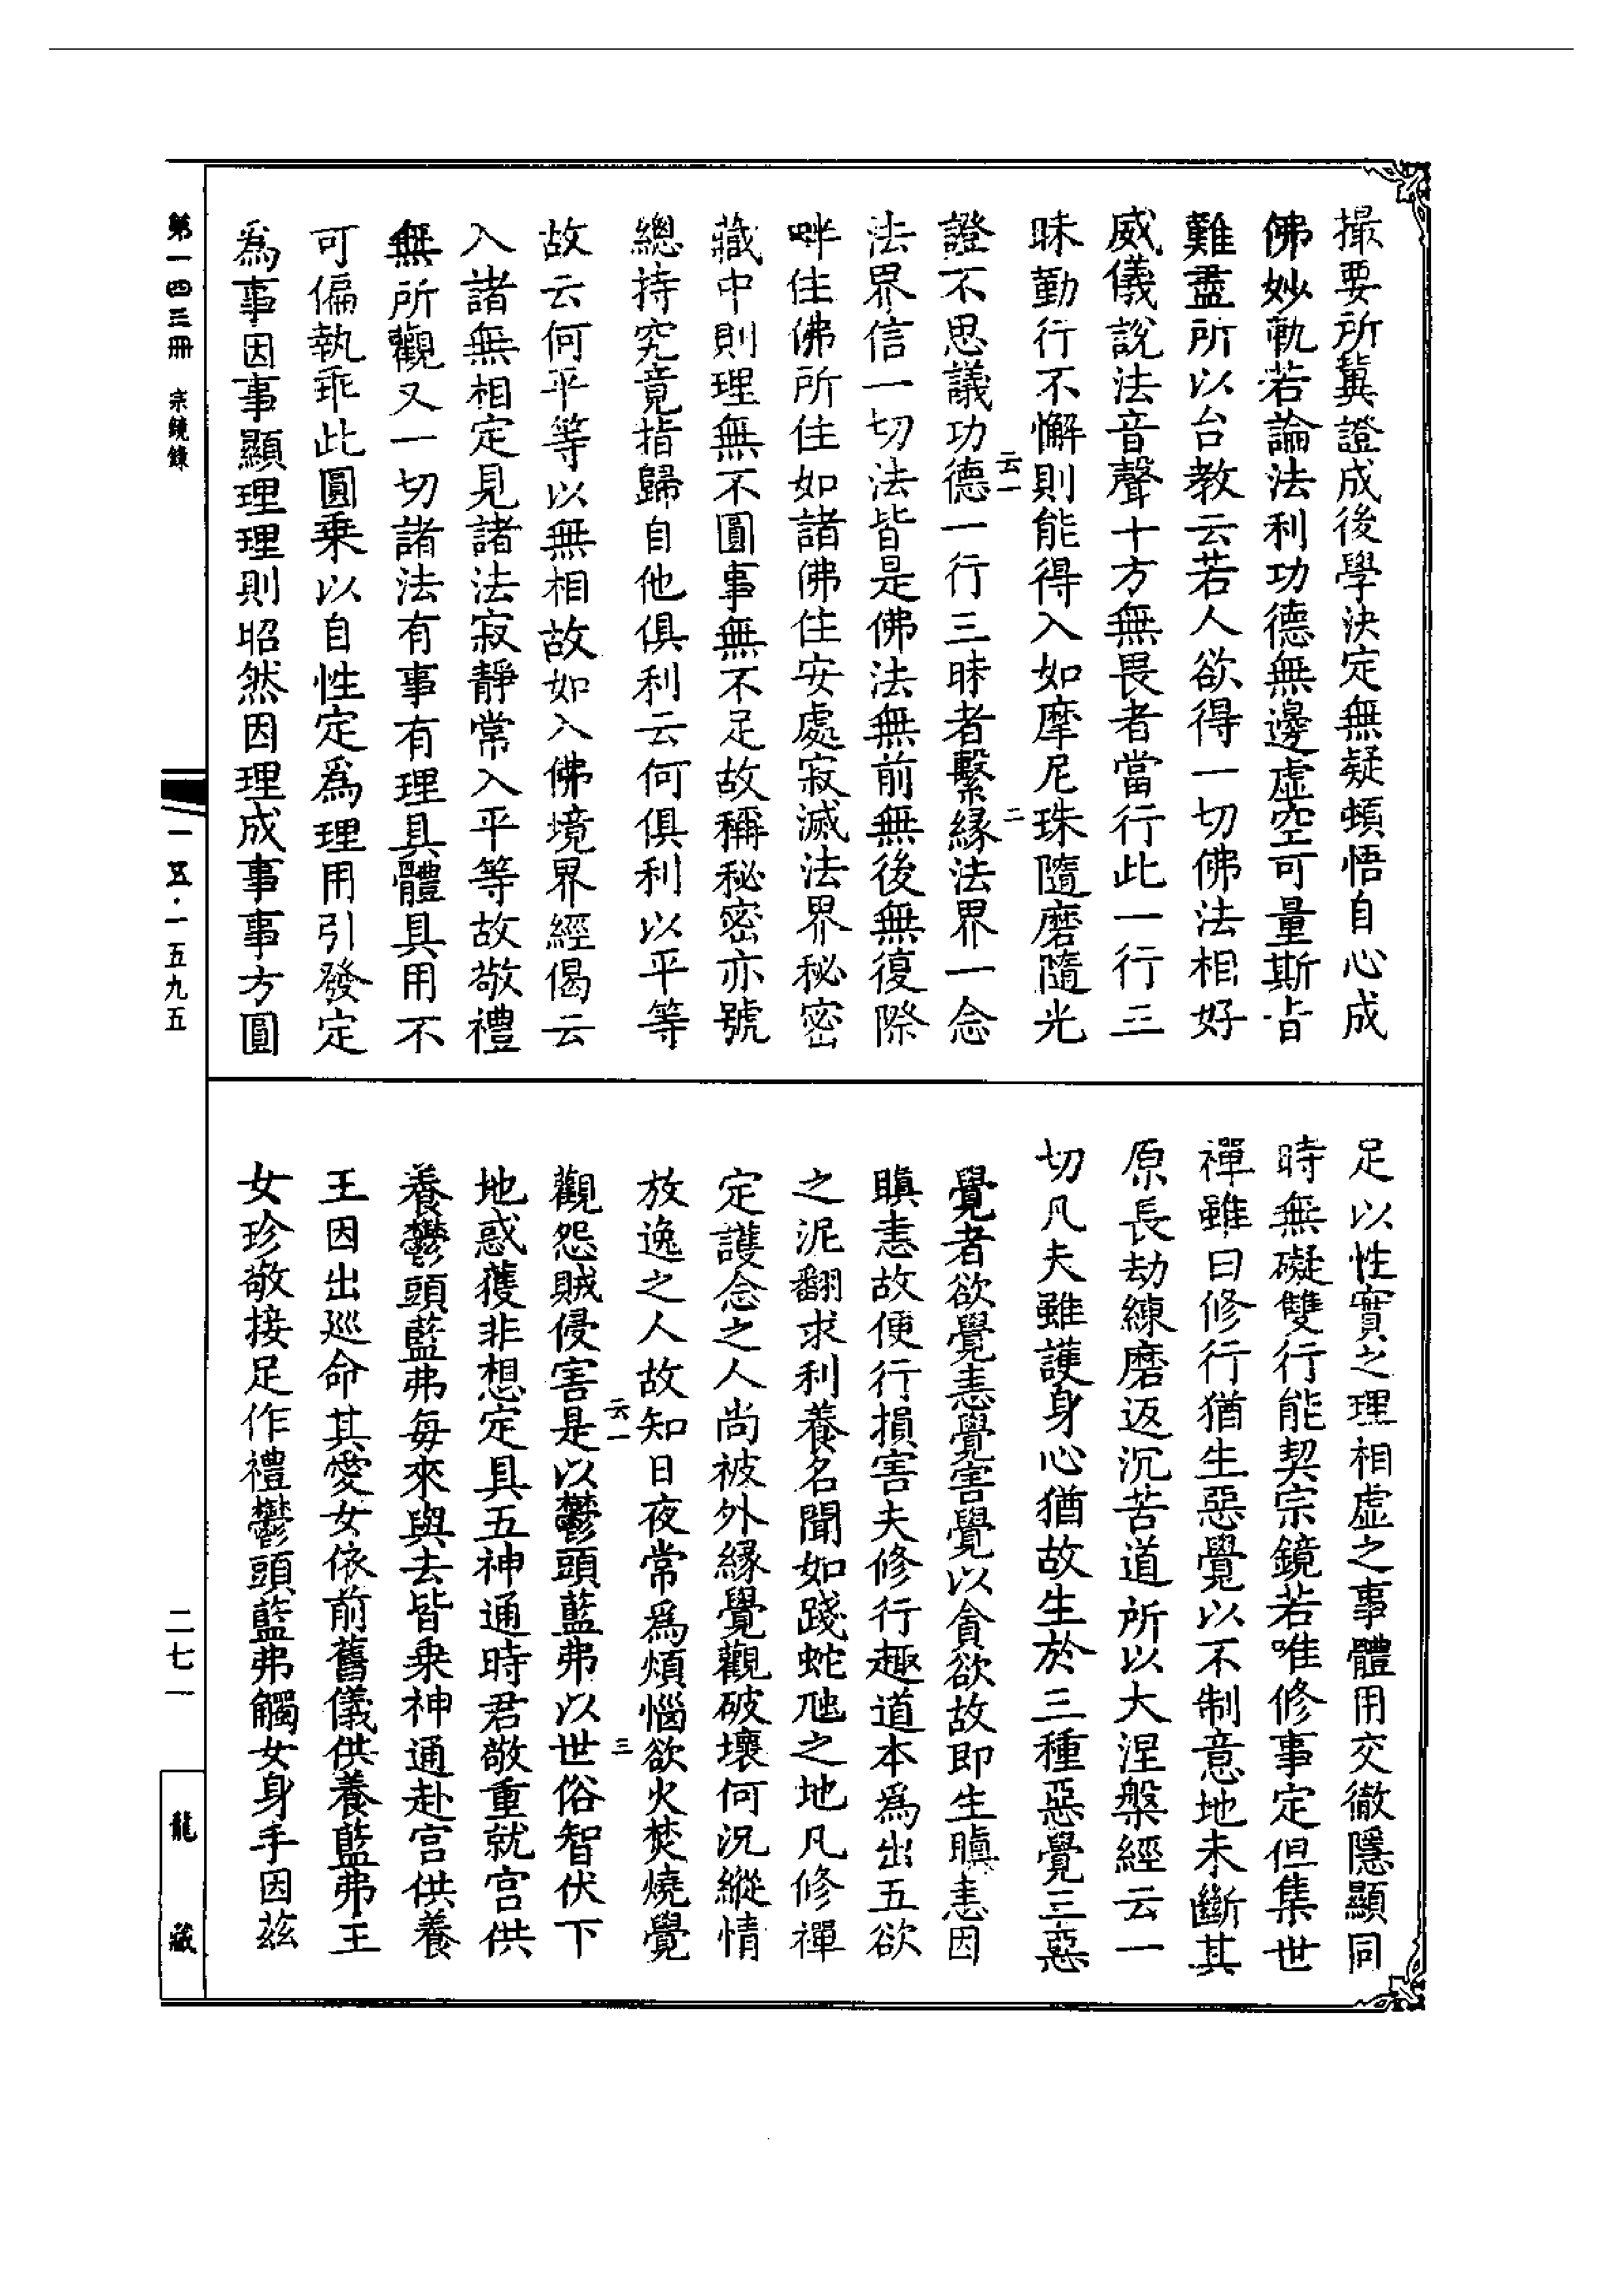 撮要所冀證成後學決定無疑頓悟自心成
佛妙軌若論法利功德無邊虛空可量斯皆
難盡所以台教云若人欲得一切佛法相好
威儀說法音聲十方無畏者當行此一行三
昧勤行不懈則能得入如摩尼珠隨磨隨光
證不思議功德一行三昧者繫緣法界一念
云一
二
法界信一切法皆是佛法無前無後無復際
畔住佛所住如諸佛住安處寂滅法界秘密
藏中則理無不圓事無不足故稱秘密亦號
總持究竟指歸自他俱利云何俱利以平等
故云何平等以無相故如入佛境界經偈云
入諸無相定見諸法寂靜常入平等故敬禮
無所觀又一切諸法有事有理具體具用不
可偏執乖此圓乗以自性定爲理用引發定
爲事因事顯理理則昭然因理成事事方圓
足以性實之理相虛之事體用交徹隱顯同
時無礙雙行能契宗鏡若唯修事定但集世
禪雖曰修行猶生惡覺以不制意地未斷其
原長劫練磨返沉苦道所以大涅槃經云一
切凡夫雖護身心猶故生於三種惡覺三惡
覺者欲覺恚覺害覺以貪欲故即生瞋恚因
瞋恚故便行損害夫修行趣道本爲出五欲
之泥翻求利養名聞如踐蛇虺之地凡修禪
定護念之人尚被外緣覺觀破壞何況縱情
放逸之人故知日夜常爲煩惱欲火焚燒覺
云一
三
觀怨賊侵害是以鬱頭藍弗以世俗智伏下
地惑獲非想定具五神通時君敬重就宮供
養鬱頭藍弗每來與去皆乗神通赴宮供養
王因出巡命其愛女依前舊儀供養藍弗王
女珍敬接足作禮鬱頭藍弗觸女身手因茲
第一四三冊 宗鏡錄
一五·一五九五
二七一
龍藏